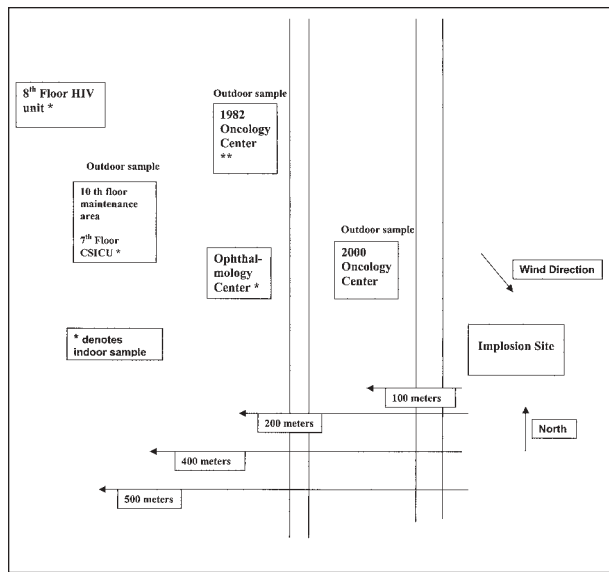 8th Floor HIV
unit *
Outdoor sample
1982
Oncology
Center
**
Outdoor sample
10 th floor
maintenance
area
7th Floor
CSICU *
Ophthal-
mology
Center *
Outdoor sample
2000
Oncology
Center
Wind Direction
* denotes
indoor sample
Implosion Site
100 meters
200 meters
North
400 meters
500 meters